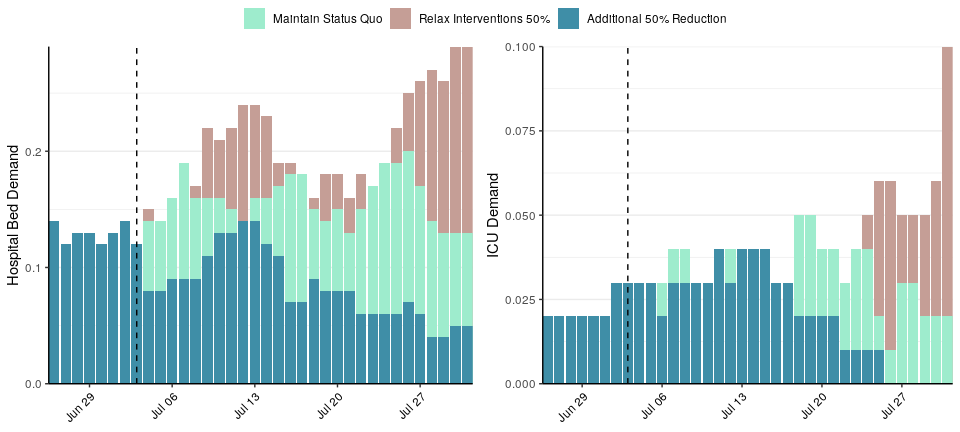 Maintain Status Quo Relax Interventions 50% Additional 50% Reduction
Hospital Bed Demand
0.2
0.1
0.0
Jun 29 Jul 06 Jul 13 Jul 20 Jul 27
ICU Demand
0.100
0.075
0.050
0.025
0.000
Jun 29 Jul 06 Jul 13 Jul 20 Jul 27